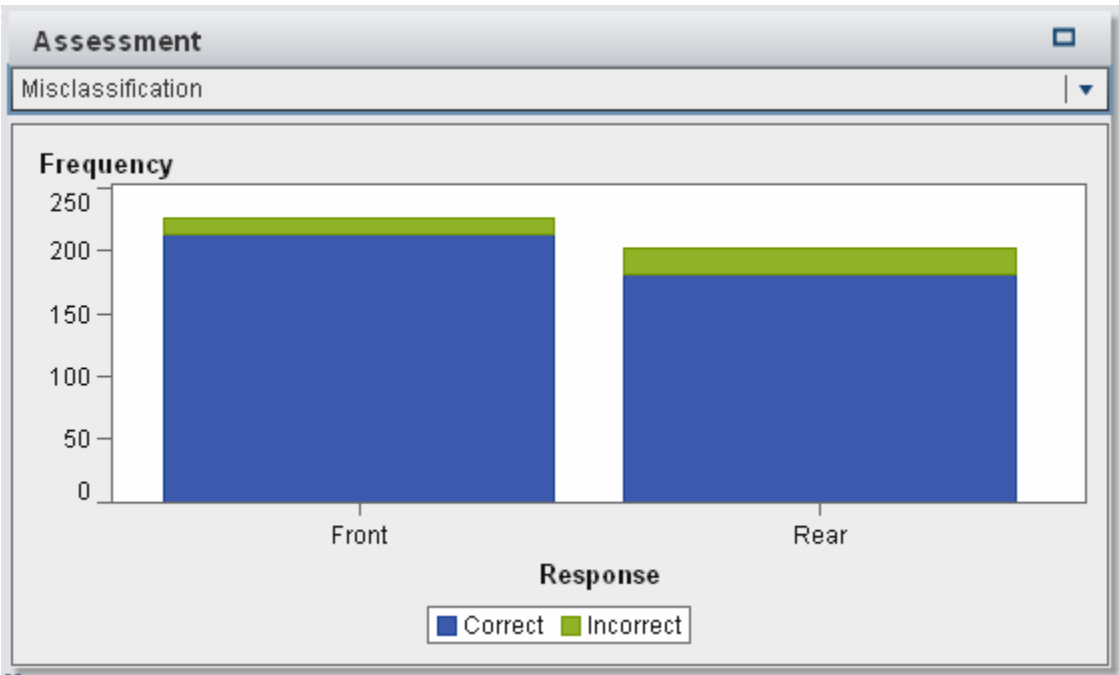 Assessment
Misclassification
Frequency
250
200
150
100
50
0
Front Rear
Response
Correct Incorrect